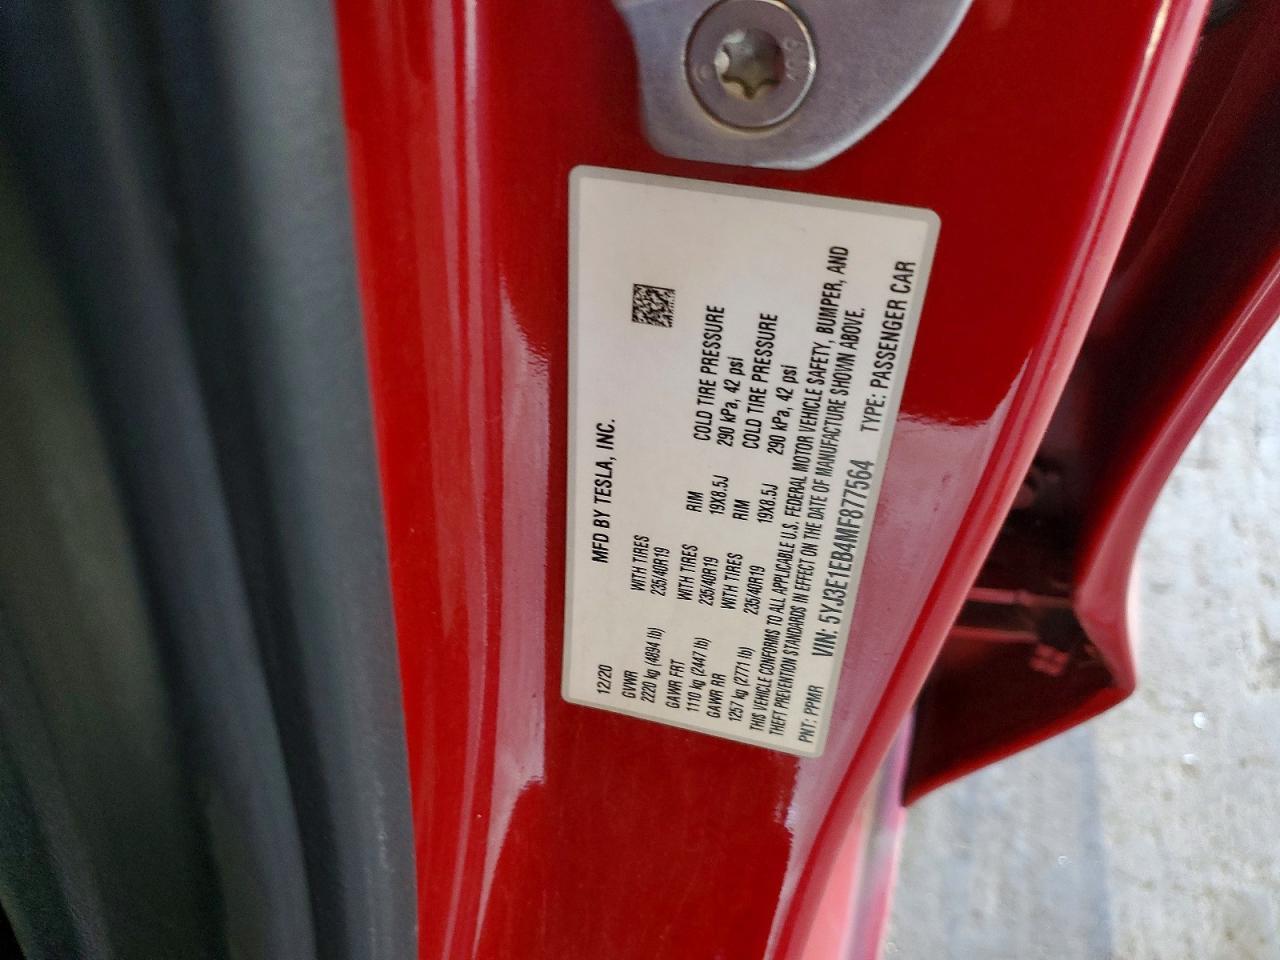 MFD BY TESLA, INC.
12/20
GVWR WITH TIRES
2220 kg (4894 lb) 235/40R19
GAWR FRT WITH TIRES RIM COLD TIRE PRESSURE
1110 kg (2447 lb) 235/40R19 19X8.5J 290 kPa, 42 psi
GAWR RR WITH TIRES RIM COLD TIRE PRESSURE
1257 kg (2771 lb) 235/40R19 19X8.5J 290 kPa, 42 psi
THIS VEHICLE CONFORMS TO ALL APPLICABLE U.S. FEDERAL MOTOR VEHICLE SAFETY, BUMPER, AND
THEFT PREVENTION STANDARDS IN EFFECT ON THE DATE OF MANUFACTURE SHOWN ABOVE.
PNT: PPMR VIN: 5YJ3E1EB4MF877564 TYPE: PASSENGER CAR